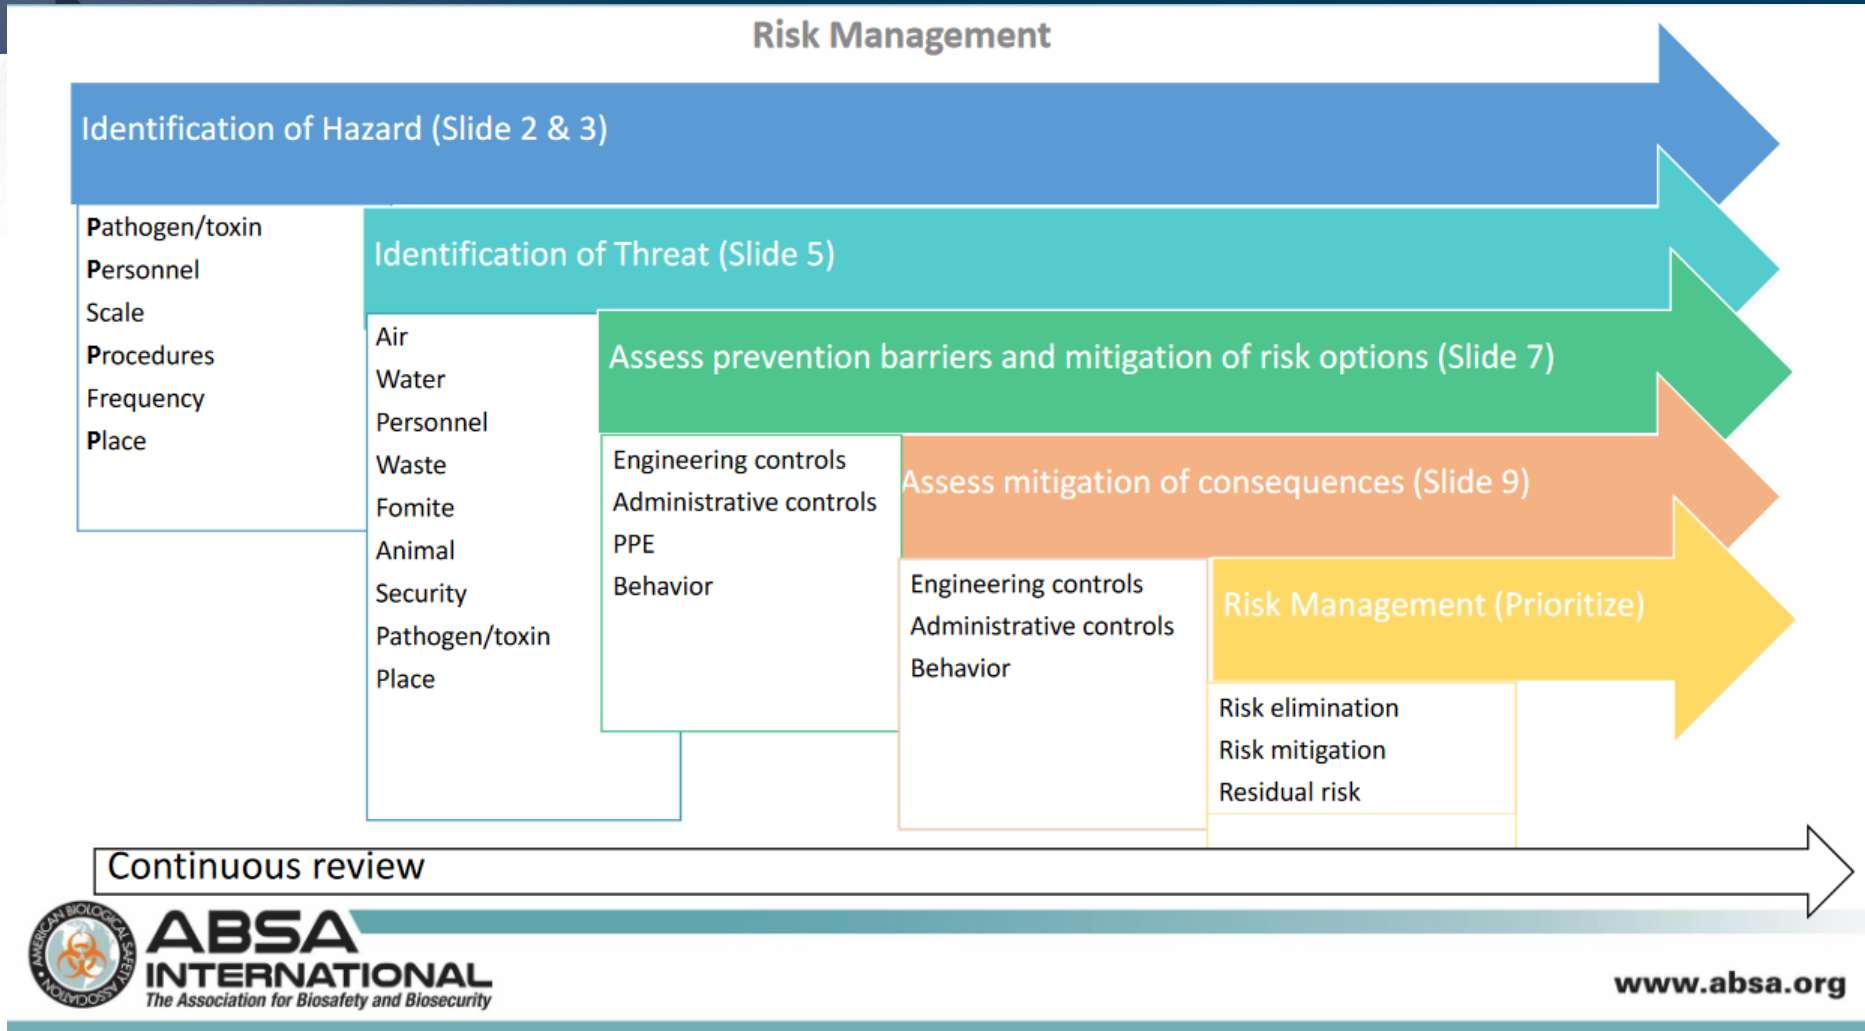 Risk Management
Identification of Hazard (Slide 2 & 3)
Pathogen/toxin
Personnel
Scale
Procedures
Frequency
Place
Identification of Threat (Slide 5)
Air
Water
Personnel
Waste
Fomite
Animal
Security
Pathogen/toxin
Place
Assess prevention barriers and mitigation of risk options (Slide 7)
Engineering controls
Administrative controls
PPE
Behavior
Assess mitigation of consequences (Slide 9)
Engineering controls
Administrative controls
Behavior
Risk Management (Prioritize)
Risk elimination
Risk mitigation
Residual risk
Continuous review
AMERICAN BIOLOGICAL SAFETY ASSOCIATION
ABSA
INTERNATIONAL
The Association for Biosafety and Biosecurity
www.absa.org